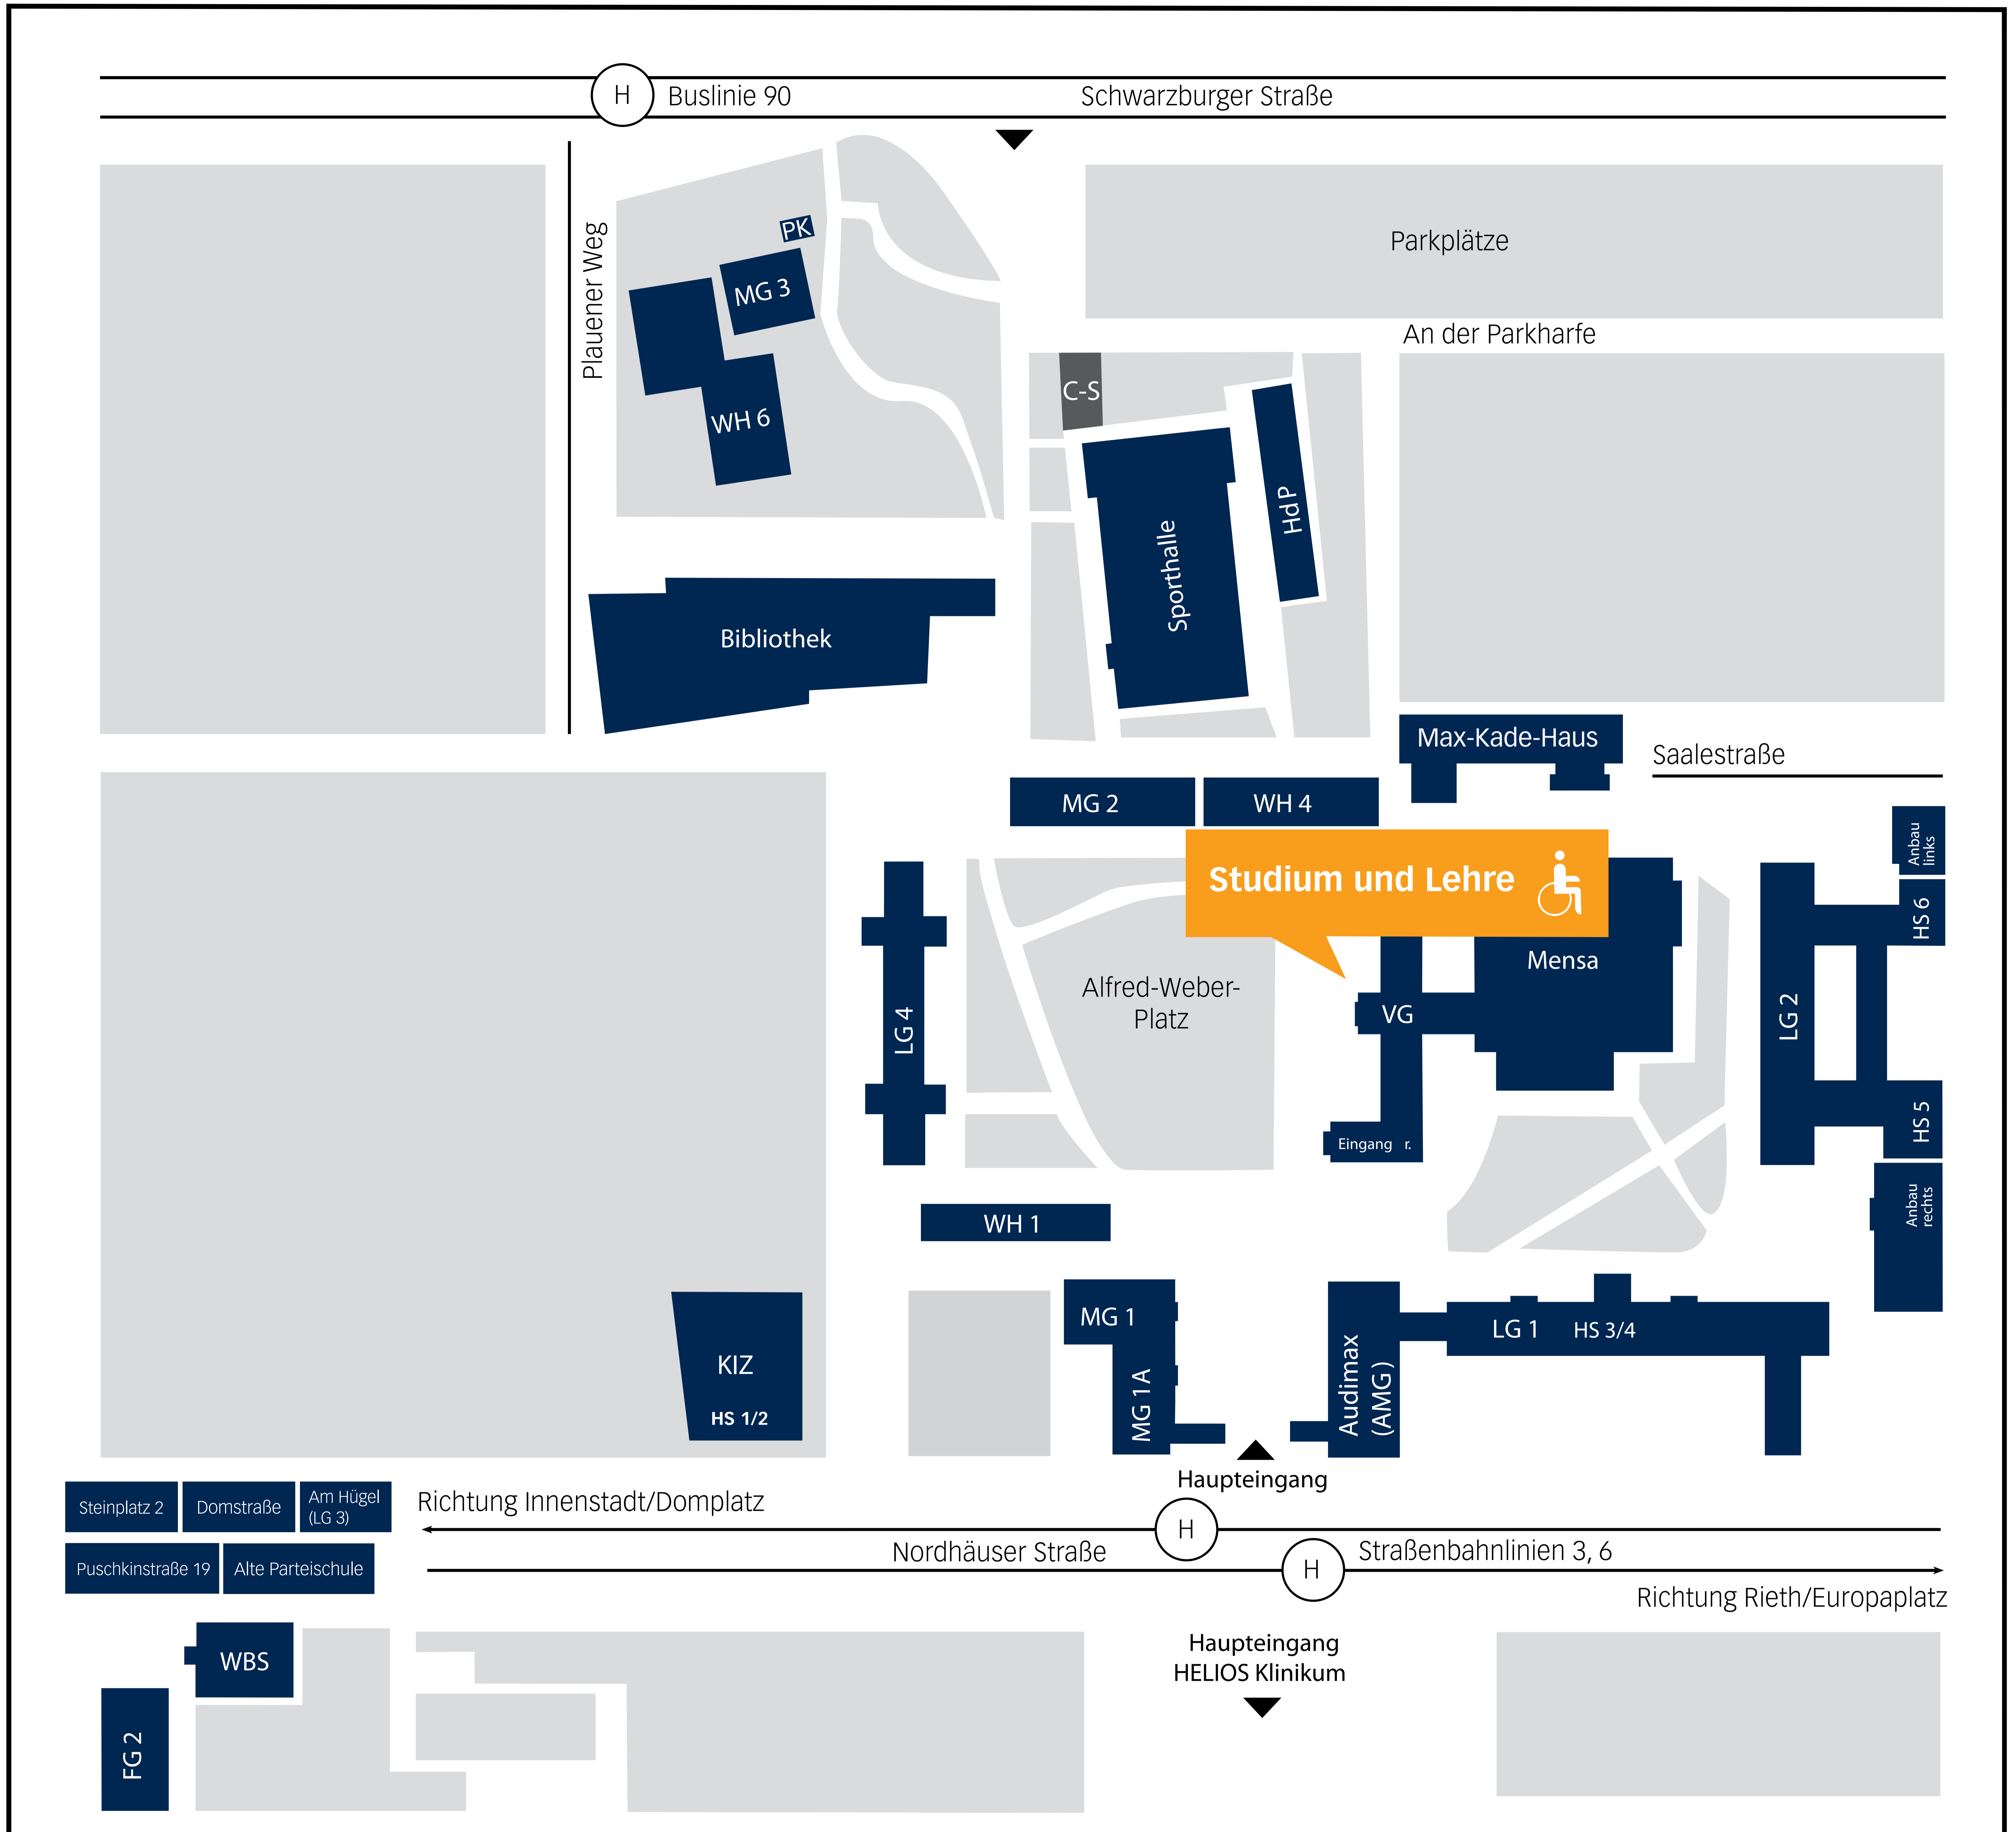 H
Buslinie 90
Schwarzburger Straße
Plauener Weg
PK
MG 3
WH 6
Parkplätze
An der Parkharfe
C-S
Sporthalle
Hd P
Bibliothek
Max-Kade-Haus
Saalestraße
MG 2
WH 4
Studium und Lehre
Anbau
links
HS 6
Mensa
LG 4
Alfred-Weber-
Platz
VG
LG 2
Eingang r.
HS 5
Anbau
rechts
WH 1
MG 1
MG 1A
Audimax
(AMG )
LG 1
HS 3/4
KIZ
HS 1/2
Haupteingang
Steinplatz 2
Domstraße
Am Hügel
(LG 3)
Richtung Innenstadt/Domplatz
H
Puschkinstraße 19
Alte Parteischule
Nordhäuser Straße
H
Straßenbahnlinien 3, 6
Richtung Rieth/Europaplatz
WBS
FG 2
Haupteingang
HELIOS Klinikum